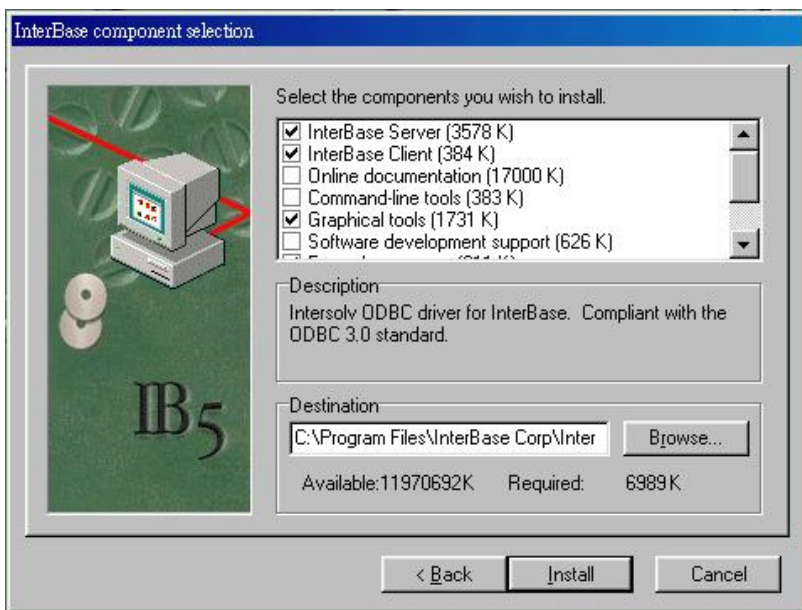 InterBase component selection
Select the components you wish to install.
InterBase Server (3578 K)
InterBase Client (384 K)
Online documentation (17000 K)
Command-line tools (383 K)
Graphical tools (1731 K)
Software development support (626 K)
Description
Intersolv ODBC driver for InterBase. Compliant with the
ODBC 3.0 standard.
IB5
Destination
C:\Program Files\InterBase Corp\Inter
Browse...
Available:11970692K Required: 6989 K
< Back Install Cancel